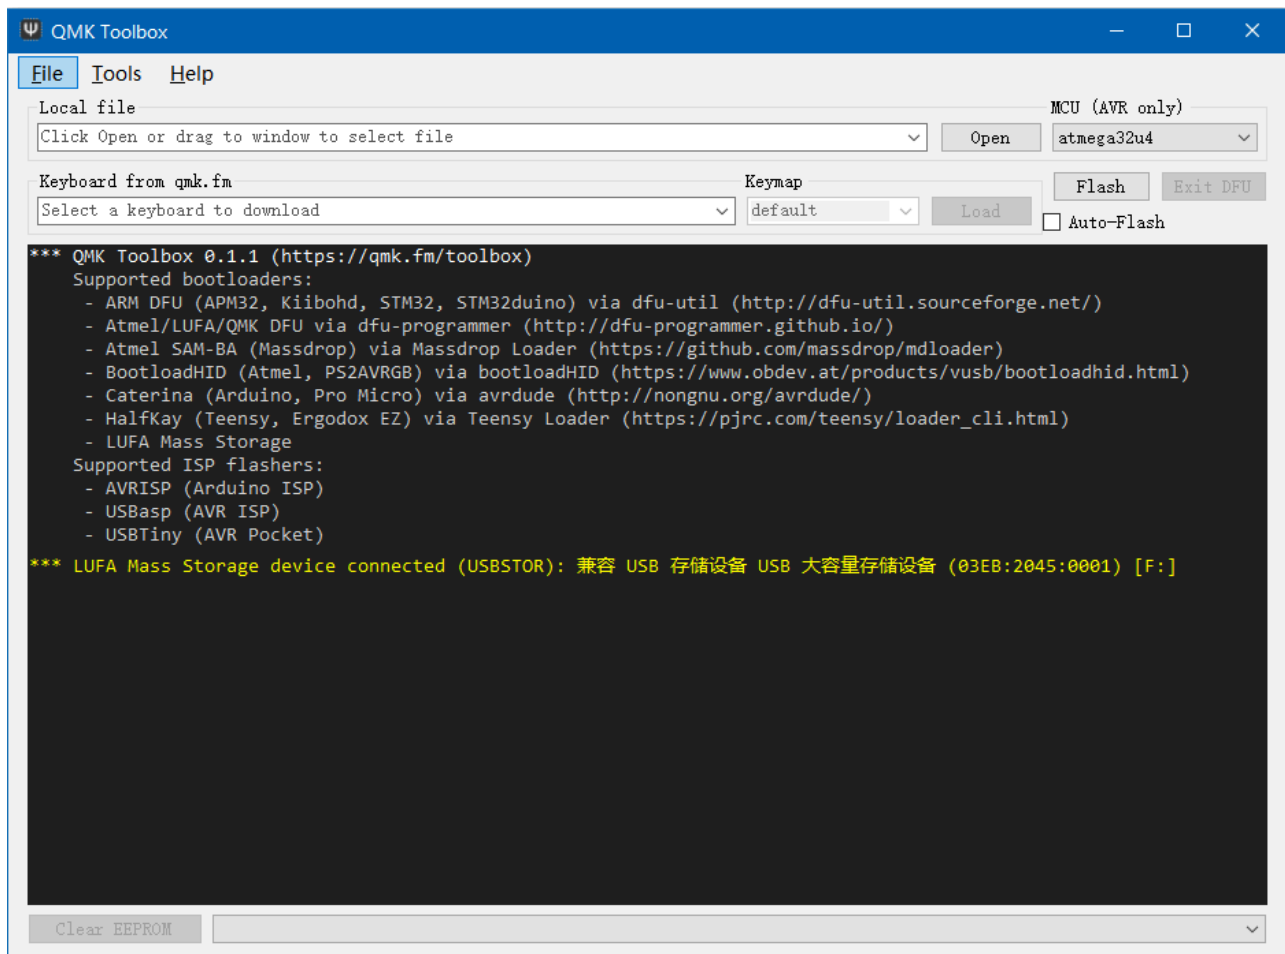 QMK Toolbox
File Tools Help
Local file MCU (AVR only)
Click Open or drag to window to select file Open atmega32u4
Keyboard from qmk.fm Keymap Flash Exit DFU
Select a keyboard to download default Load Auto-Flash
*** QMK Toolbox 0.1.1 (https://qmk.fm/toolbox)
Supported bootloaders:
- ARM DFU (APM32, Kiibohd, STM32, STM32duino) via dfu-util (http://dfu-util.sourceforge.net/)
- Atmel/LUFA/QMK DFU via dfu-programmer (http://dfu-programmer.github.io/)
- Atmel SAM-BA (Massdrop) via Massdrop Loader (https://github.com/massdrop/mdloader)
- BootloadHID (Atmel, PS2AVRGB) via bootloadHID (https://www.obdev.at/products/vusb/bootloadhid.html)
- Caterina (Arduino, Pro Micro) via avrdude (http://nongnu.org/avrdude/)
- HalfKay (Teensy, Ergodox EZ) via Teensy Loader (https://pjrc.com/teensy/loader_cli.html)
- LUFA Mass Storage
Supported ISP flashers:
- AVRISP (Arduino ISP)
- USBasp (AVR ISP)
- USBTiny (AVR Pocket)
*** LUFA Mass Storage device connected (USBSTOR): 兼容 USB 存储设备 USB 大容量存储设备 (03EB:2045:0001) [F:]
Clear EEPROM